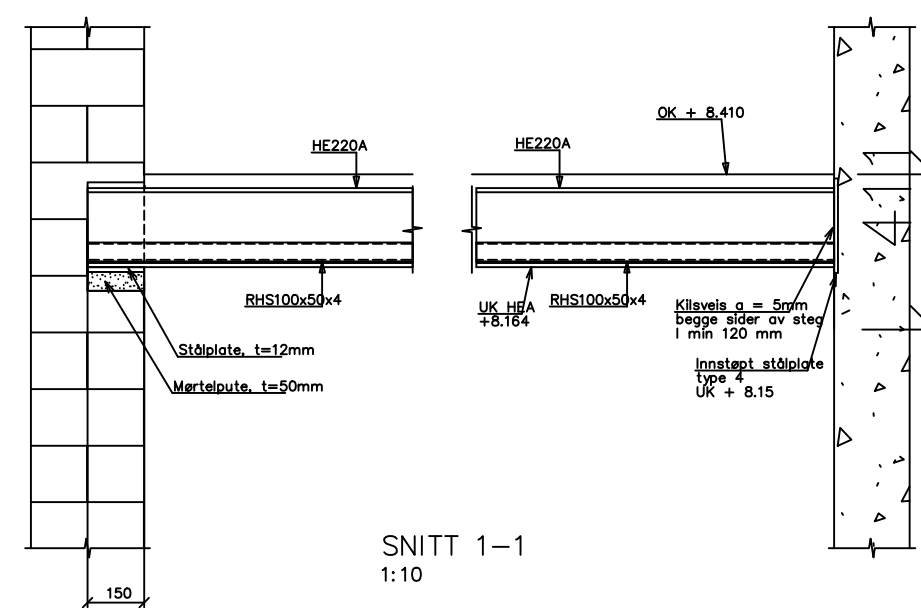 OK + 8.410
HE220A
HE220A
RHS100x50x4
UK HEA
+8.164
RHS100x50x4
Kilsveis a = 5mm
begge sider av steg
l min 120 mm
Stålplate, t=12mm
Mørtelpute, t=50mm
Innstøpt stålplate
type 4
UK + 8.15
SNITT 1-1
1:10
150